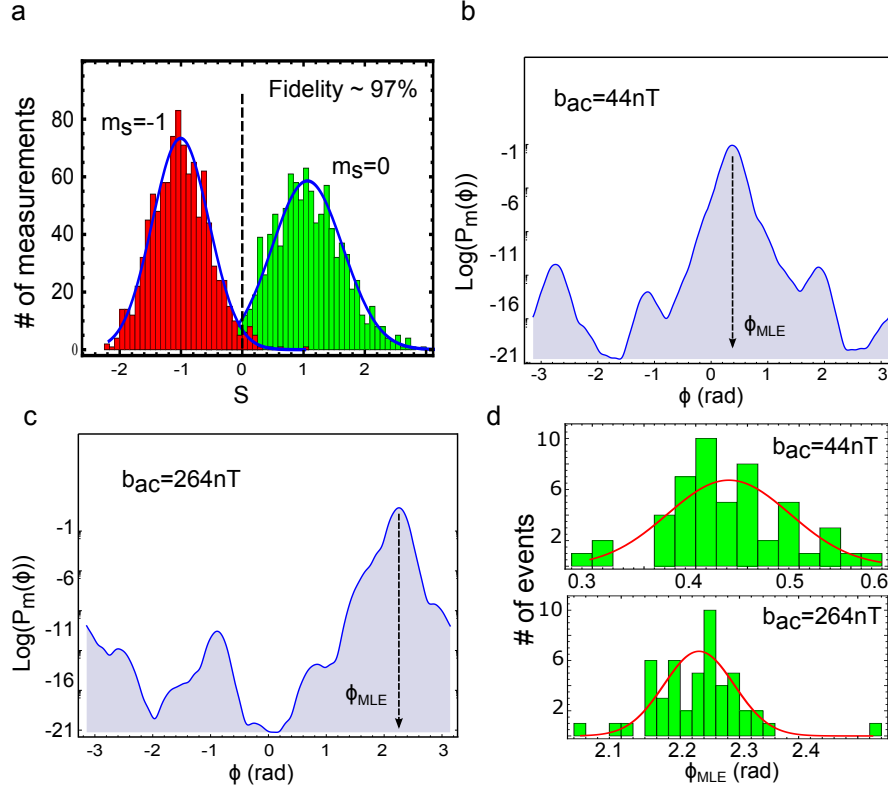 a
Fidelity ~ 97%
mS=-1
mS=0
# of measurements
80
60
40
20
0
-2 -1 0 1 2
S
b
bac=44nT
Log(Pm(ϕ))
-1
-6
-11
-16
-21
ϕMLE
-3 -2 -1 0 1 2 3
ϕ (rad)
c
bac=264nT
Log(Pm(ϕ))
-1
-6
-11
-16
-21
ϕMLE
-3 -2 -1 0 1 2 3
ϕ (rad)
d
# of events
bac=44nT
10
6
2
0.3 0.4 0.5 0.6
bac=264nT
10
6
2
2.1 2.2 2.3 2.4
ϕMLE (rad)